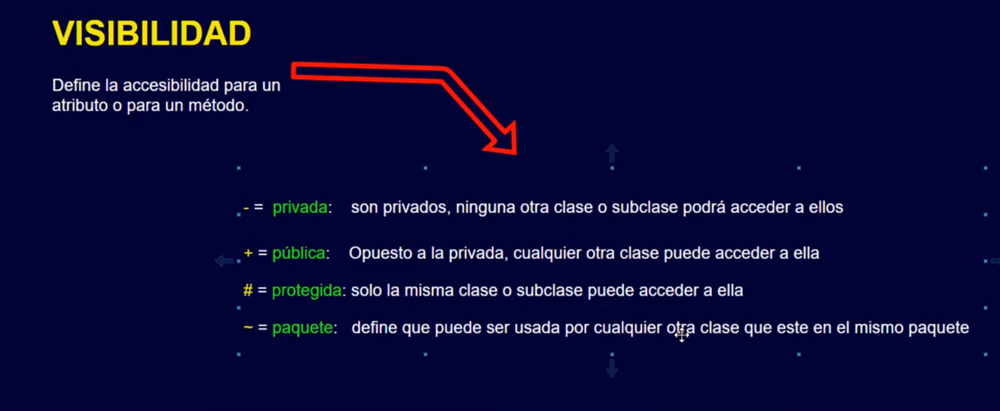 VISIBILIDAD
Define la accesibilidad para un
atributo o para un método.
- = privada: son privados, ninguna otra clase o subclase podrá acceder a ellos
+ = pública: Opuesto a la privada, cualquier otra clase puede acceder a ella
# = protegida: solo la misma clase o subclase puede acceder a ella
~ = paquete: define que puede ser usada por cualquier otra clase que este en el mismo paquete